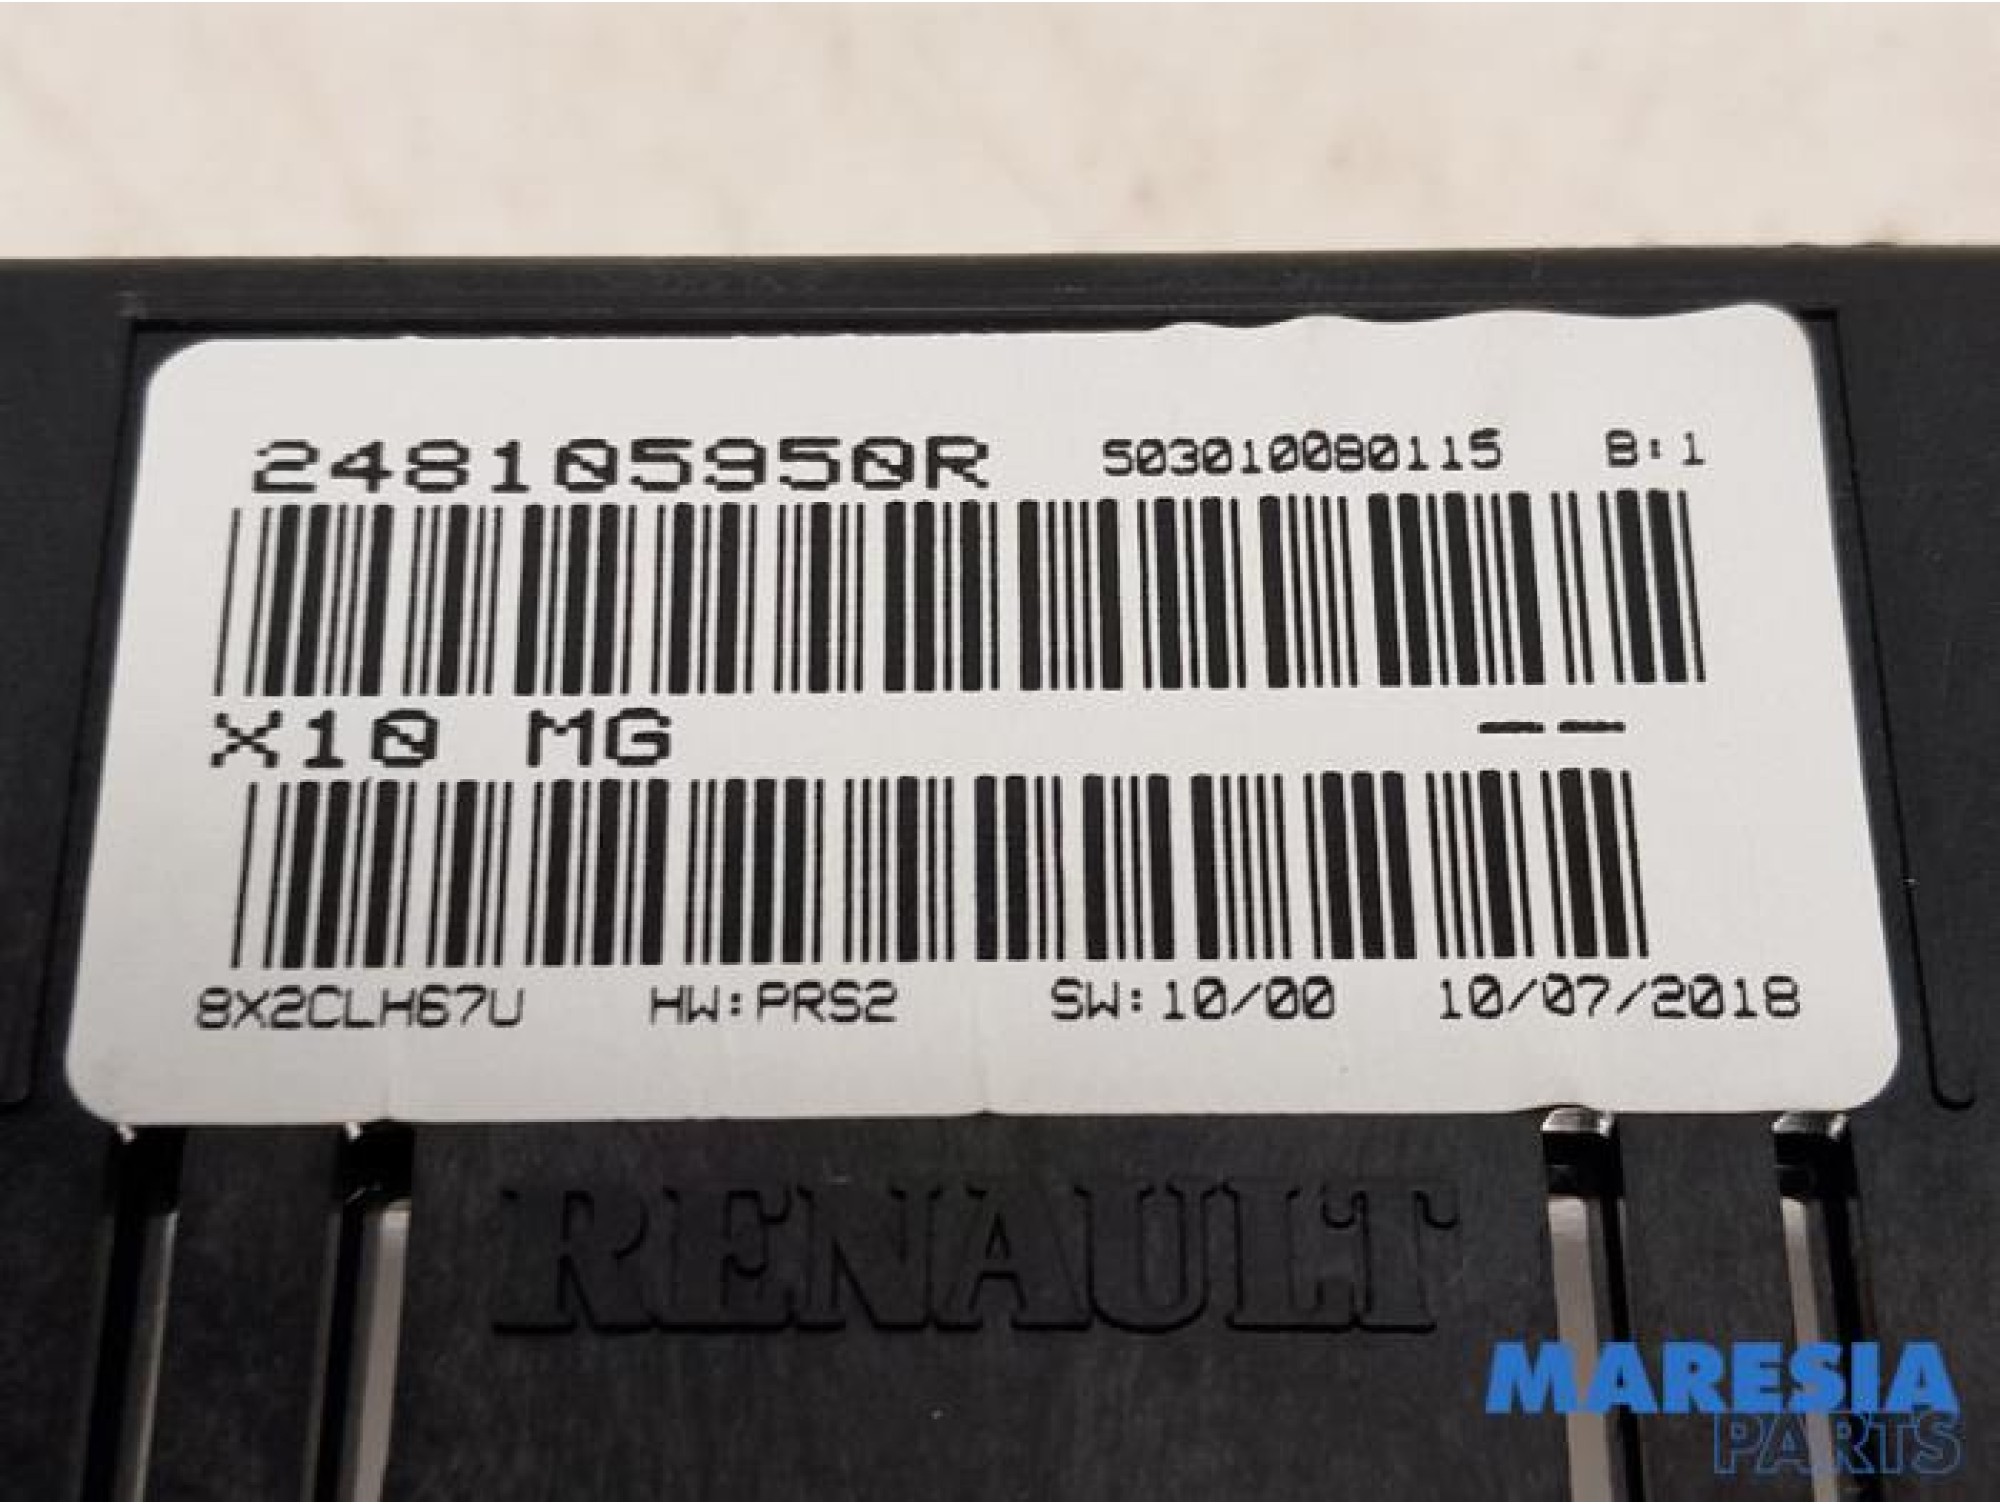 248105950R 503010080115 B:1
X10 MG --
8X2CLH67U HW:PRS2 SW:10/00 10/07/2018
RENAULT
MARESIA
PARTS